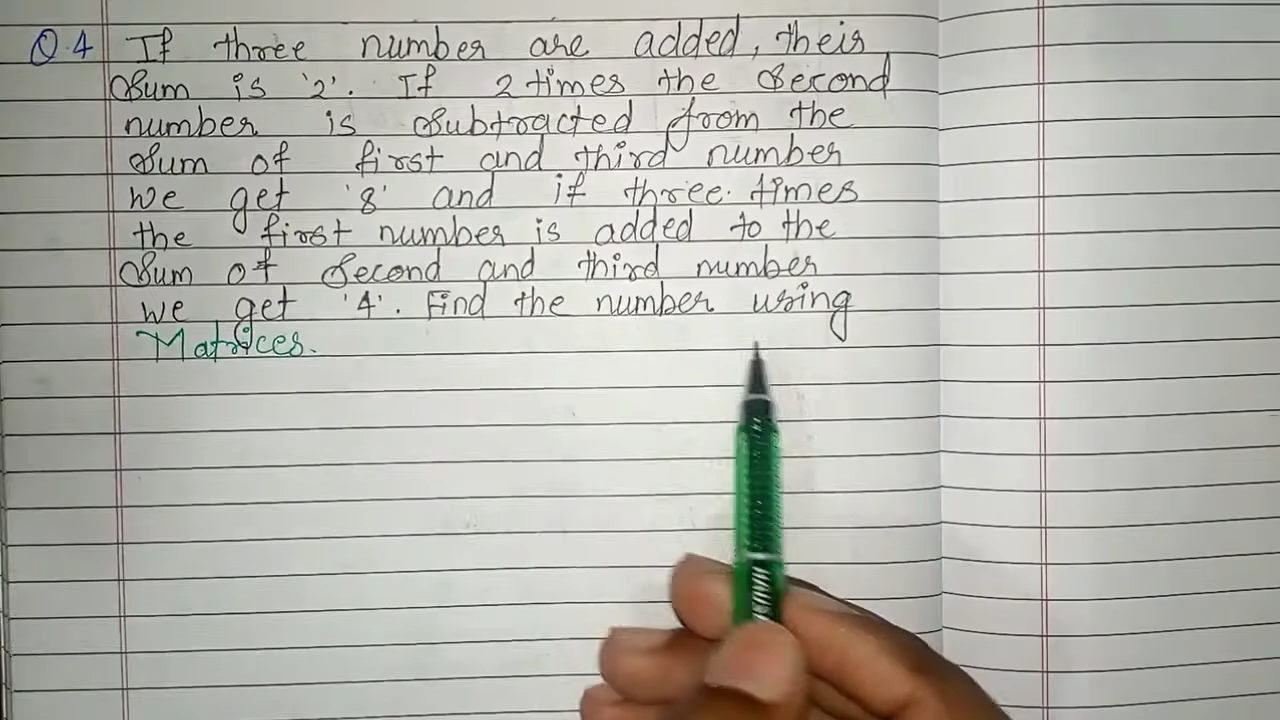 Q.4 If three number are added, their
Sum is '2'. If 2 times the Second
number is Subtracted from the
Sum of first and third number
we get '8' and if three times
the first number is added to the
Sum of Second and third number
we get '4'. Find the number using
Matrices.